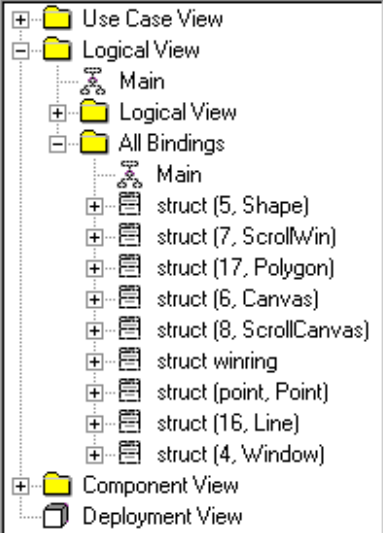 Use Case View
Logical View
Main
Logical View
All Bindings
Main
struct (5, Shape)
struct (7, ScrollWin)
struct (17, Polygon)
struct (6, Canvas)
struct (8, ScrollCanvas)
struct winring
struct (point, Point)
struct (16, Line)
struct (4, Window)
Component View
Deployment View